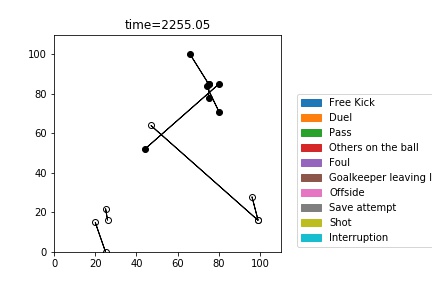 time=2255.05
100
80
60
40
20
0
0 20 40 60 80 100
Free Kick
Duel
Pass
Others on the ball
Foul
Goalkeeper leaving l
Offside
Save attempt
Shot
Interruption